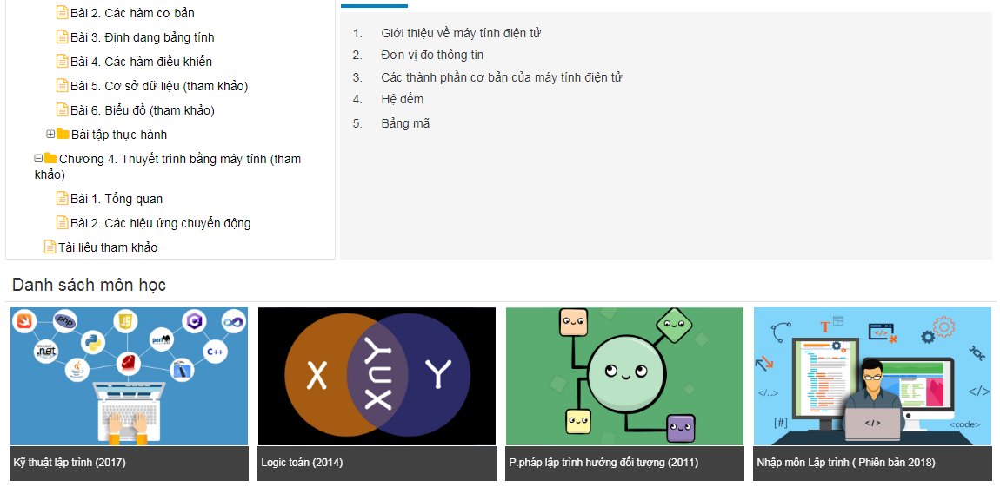 Bài 2. Các hàm cơ bản
Bài 3. Định dạng bảng tính
Bài 4. Các hàm điều khiển
Bài 5. Cơ sở dữ liệu (tham khảo)
Bài 6. Biểu đồ (tham khảo)
Bài tập thực hành
Chương 4. Thuyết trình bằng máy tính (tham
khảo)
Bài 1. Tổng quan
Bài 2. Các hiệu ứng chuyển động
Tài liệu tham khảo
1. Giới thiệu về máy tính điện tử
2. Đơn vị đo thông tin
3. Các thành phần cơ bản của máy tính điện tử
4. Hệ đếm
5. Bảng mã
Danh sách môn học
php
JS
C#
Microsoft
.net
perl
C++
Java
Kỹ thuật lập trình (2017)
X
X∩Y
Y
Logic toán (2014)
P.pháp lập trình hướng đối tượng (2011)
T
</>
</...>
</>
[#]
</>
<code>
Nhập môn Lập trình ( Phiên bản 2018)